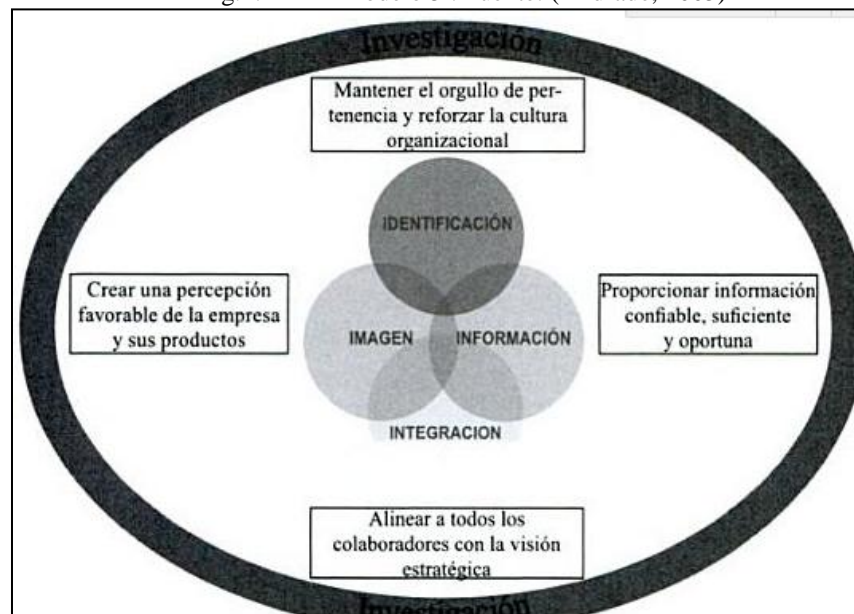 Investigación
Mantener el orgullo de per-
tenencia y reforzar la cultura
organizacional
IDENTIFICACIÓN
Crear una percepción
favorable de la empresa
y sus productos
IMAGEN
INFORMACIÓN
Proporcionar información
confiable, suficiente
y oportuna
INTEGRACION
Alinear a todos los
colaboradores con la visión
estratégica
Investigación